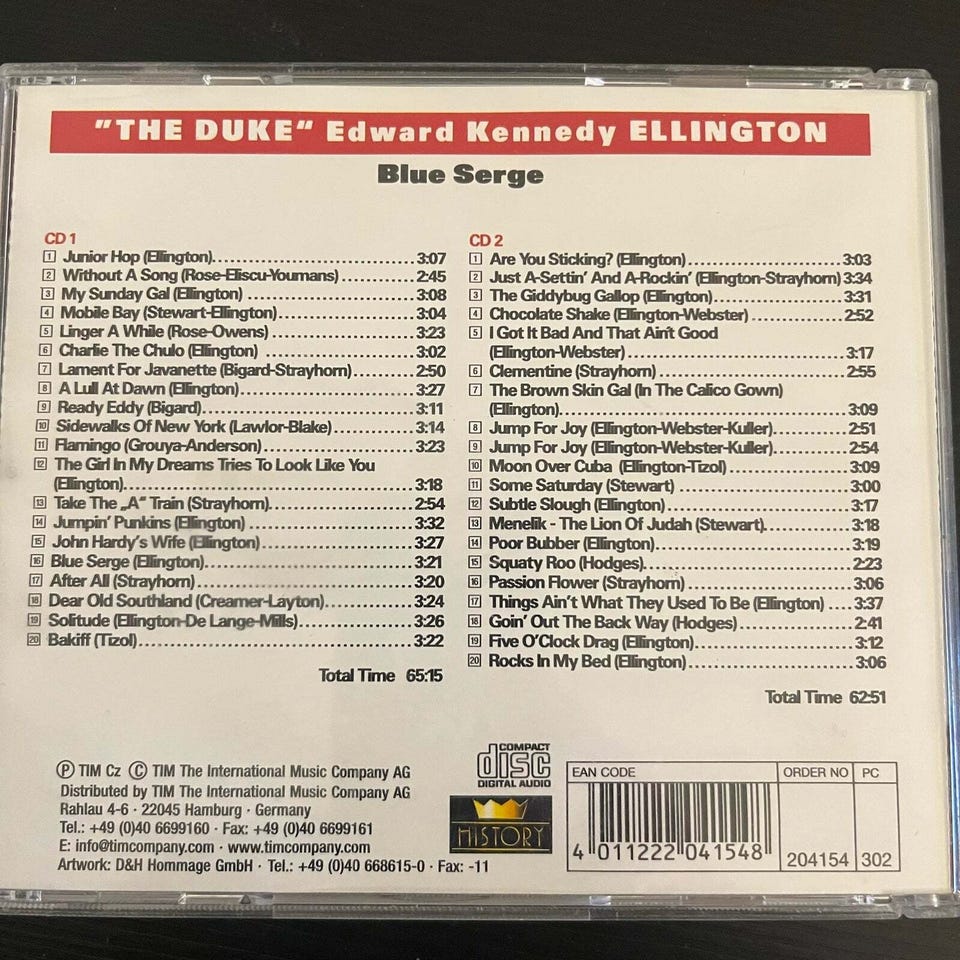 "THE DUKE" Edward Kennedy ELLINGTON
Blue Serge
CD 1
1 Junior Hop (Ellington)........................................3:07
2 Without A Song (Rose-Eliscu-Youmans) ................2:45
3 My Sunday Gal (Ellington) ................................3:08
4 Mobile Bay (Stewart-Ellington)..........................3:04
5 Linger A While (Rose-Owens) ............................3:23
6 Charlie The Chulo (Ellington) ............................3:02
7 Lament For Javanette (Bigard-Strayhorn)..............2:50
8 A Lull At Dawn (Ellington)................................3:27
9 Ready Eddy (Bigard)........................................3:11
10 Sidewalks Of New York (Lawlor-Blake) ................3:14
11 Flamingo (Grouya-Anderson) ............................3:23
12 The Girl In My Dreams Tries To Look Like You
(Ellington)......................................................3:18
13 Take The „A“ Train (Strayhorn)..........................2:54
14 Jumpin' Punkins (Ellington) ..............................3:32
15 John Hardy's Wife (Ellington)............................3:27
16 Blue Serge (Ellington)......................................3:21
17 After All (Strayhorn) ........................................3:20
18 Dear Old Southland (Creamer-Layton)..................3:24
19 Solitude (Ellington-De Lange-Mills)......................3:26
20 Bakiff (Tizol)..................................................3:22
Total Time 65:15
CD 2
1 Are You Sticking? (Ellington) ............................3:03
2 Just A-Settin' And A-Rockin' (Ellington-Strayhorn) 3:34
3 The Giddybug Gallop (Ellington)........................3:31
4 Chocolate Shake (Ellington-Webster) ..................2:52
5 I Got It Bad And That Ain't Good
(Ellington-Webster) ........................................3:17
6 Clementine (Strayhorn) ....................................2:55
7 The Brown Skin Gal (In The Calico Gown)
(Ellington)......................................................3:09
8 Jump For Joy (Ellington-Webster-Kuller)..............2:51
9 Jump For Joy (Ellington-Webster-Kuller)..............2:54
10 Moon Over Cuba (Ellington-Tizol) ......................3:09
11 Some Saturday (Stewart) ..................................3:00
12 Subtle Slough (Ellington) ..................................3:17
13 Menelik - The Lion Of Judah (Stewart)................3:18
14 Poor Bubber (Ellington)....................................3:19
15 Squaty Roo (Hodges)........................................2:23
16 Passion Flower (Strayhorn) ..............................3:06
17 Things Ain't What They Used To Be (Ellington) ....3:37
18 Goin' Out The Back Way (Hodges) ....................2:41
19 Five O'Clock Drag (Ellington)............................3:12
20 Rocks In My Bed (Ellington)..............................3:06
Total Time 62:51
Ⓟ TIM Cz Ⓒ TIM The International Music Company AG
Distributed by TIM The International Music Company AG
Rahlau 4-6 · 22045 Hamburg · Germany
Tel.: +49 (0)40 6699160 · Fax: +49 (0)40 6699161
E: info@timcompany.com · www.timcompany.com
Artwork: D&H Hommage GmbH · Tel.: +49 (0)40 668615-0 · Fax: -11
COMPACT
disc
DIGITAL AUDIO
HISTORY
EAN CODE
4 011222 041548
ORDER NO
204154
PC
302